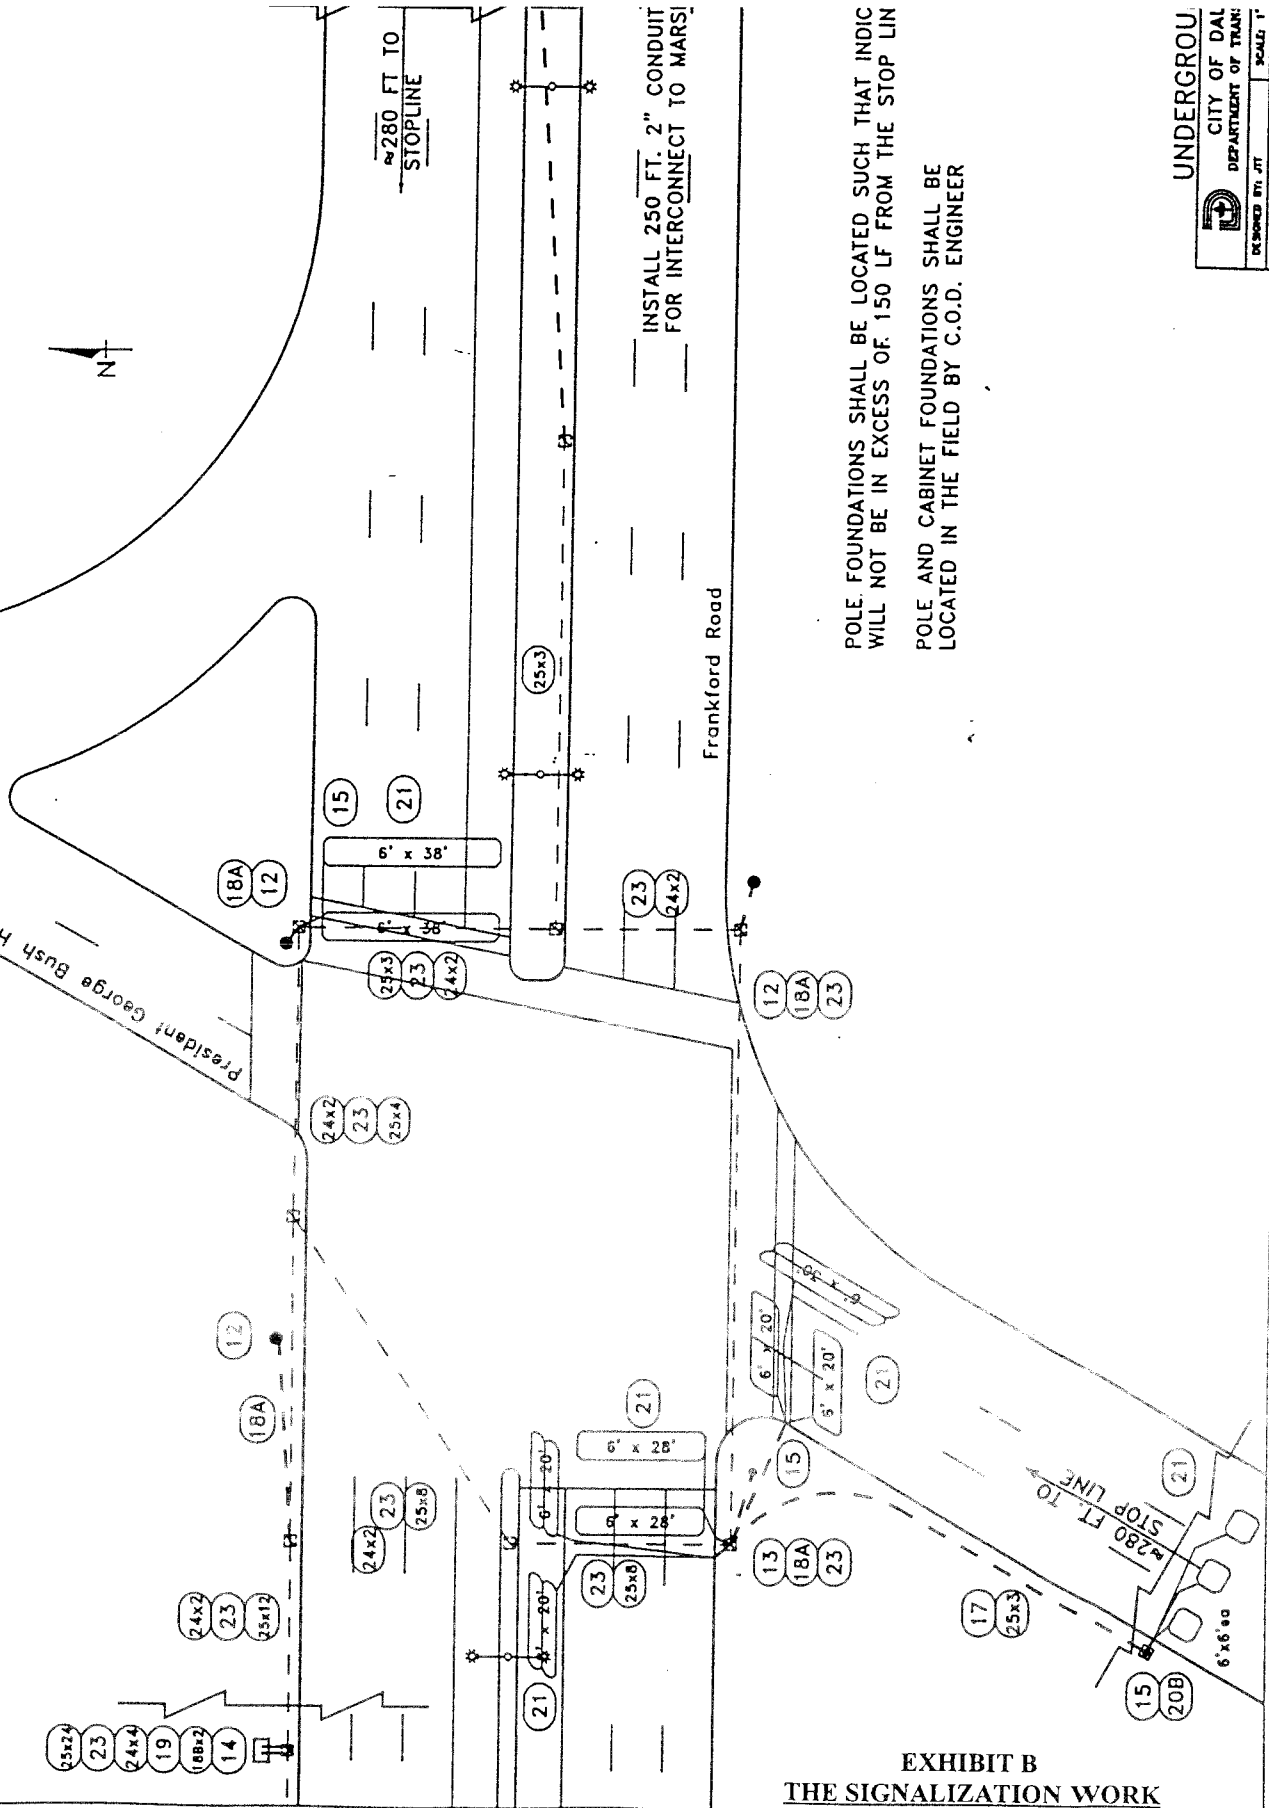 ≈280 FT TO
STOPLINE
INSTALL 250 FT. 2" CONDUIT
FOR INTERCONNECT TO MARS
POLE FOUNDATIONS SHALL BE LOCATED SUCH THAT INDIC
WILL NOT BE IN EXCESS OF 150 LF FROM THE STOP LIN
POLE AND CABINET FOUNDATIONS SHALL BE
LOCATED IN THE FIELD BY C.O.D. ENGINEER
UNDERGROU
CITY OF DAL
DEPARTMENT OF TRAN
DESIGNED BY: JTT
SCALE: 1"
N
Frankford Road
President George Bush H
25x3
15
21
6' x 38'
6' x 38'
18A
12
25x3
23
24x2
23
24x2
12
18A
23
24x2
23
25x4
12
18A
24x2
23
25x8
24x2
23
25x12
25x24
23
24x4
19
18Bx2
14
21
6' x 28'
6' x 28'
6' x 20'
6' x 20'
21
23
25x8
13
18A
23
15
6' x 20'
6' x 20'
6' x 30'
21
≈280 FT. TO
STOP LINE
21
17
25x3
6'x6'ea
15
20B
EXHIBIT B
THE SIGNALIZATION WORK